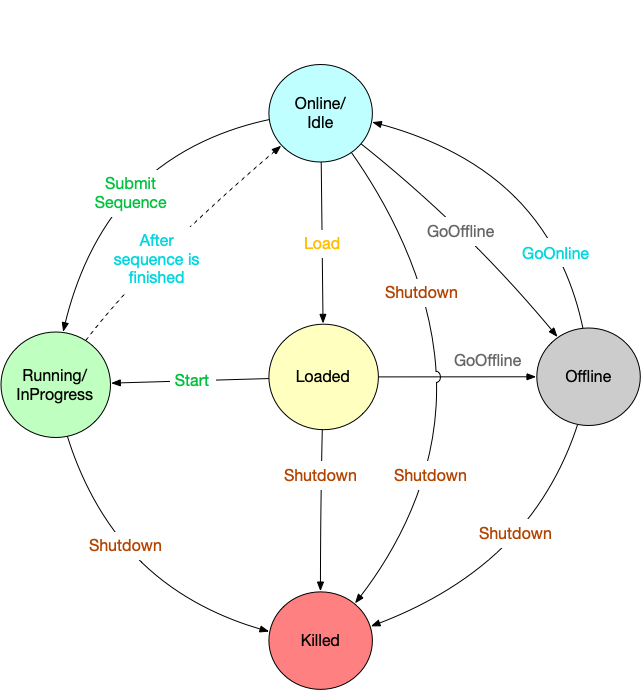 Online/
Idle
Submit
Sequence
After
sequence is
finished
Load
GoOffline
GoOnline
Shutdown
Running/
InProgress
Start
Loaded
GoOffline
Offline
Shutdown
Shutdown
Shutdown
Shutdown
Killed